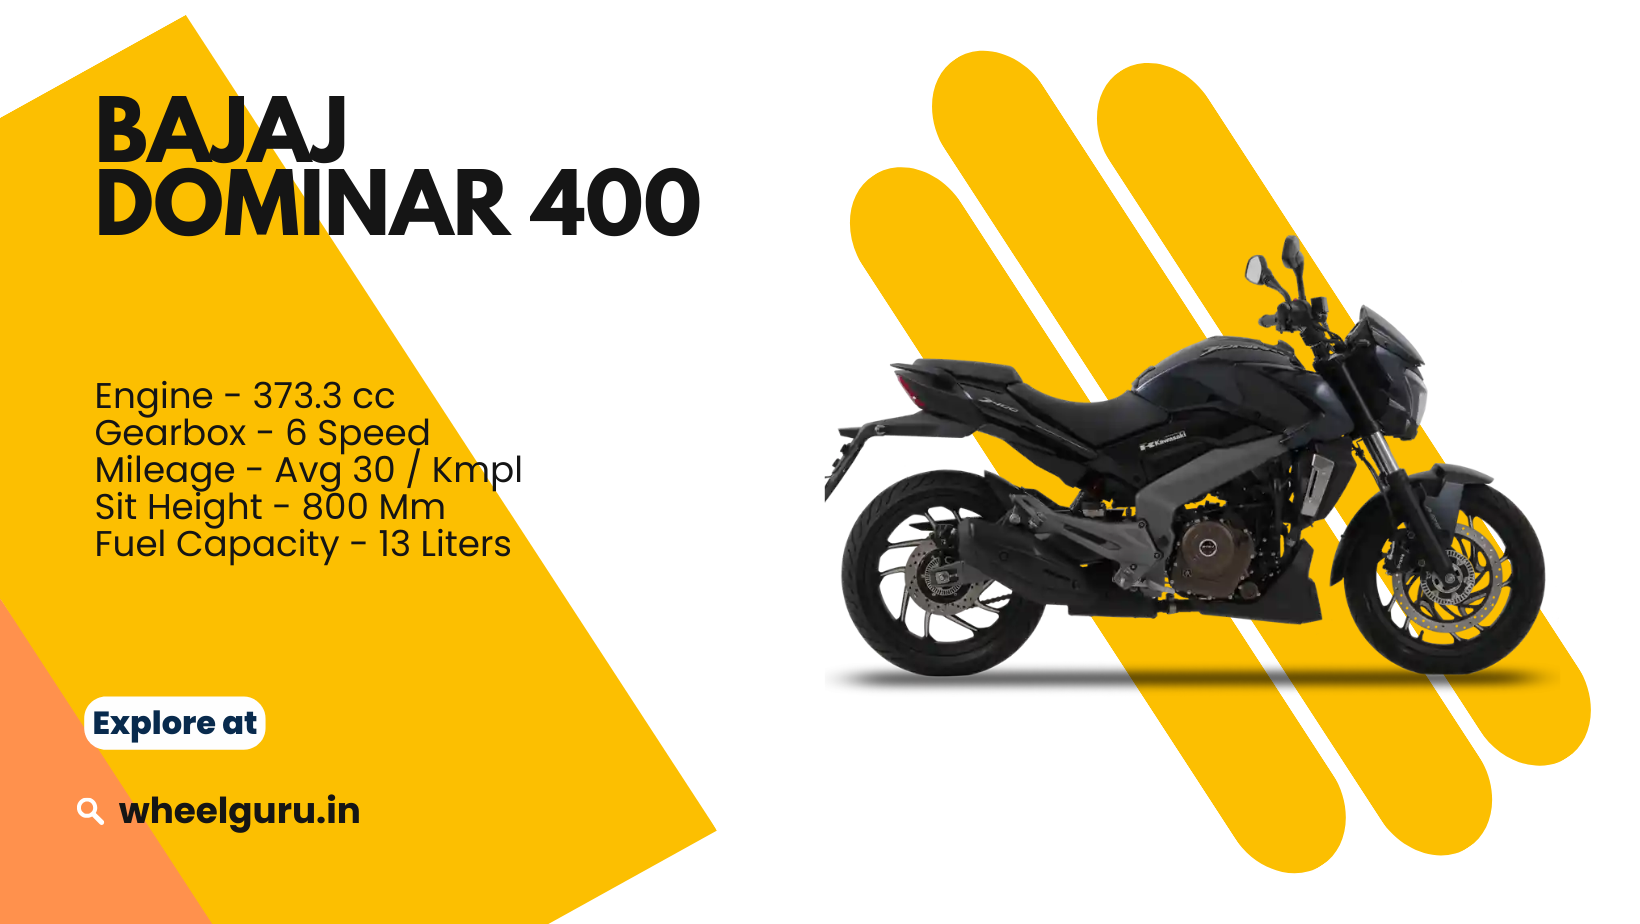 BAJAJ
DOMINAR 400
Engine - 373.3 cc
Gearbox - 6 Speed
Mileage - Avg 30 / Kmpl
Sit Height - 800 Mm
Fuel Capacity - 13 Liters
Explore at
wheelguru.in
Kawasaki